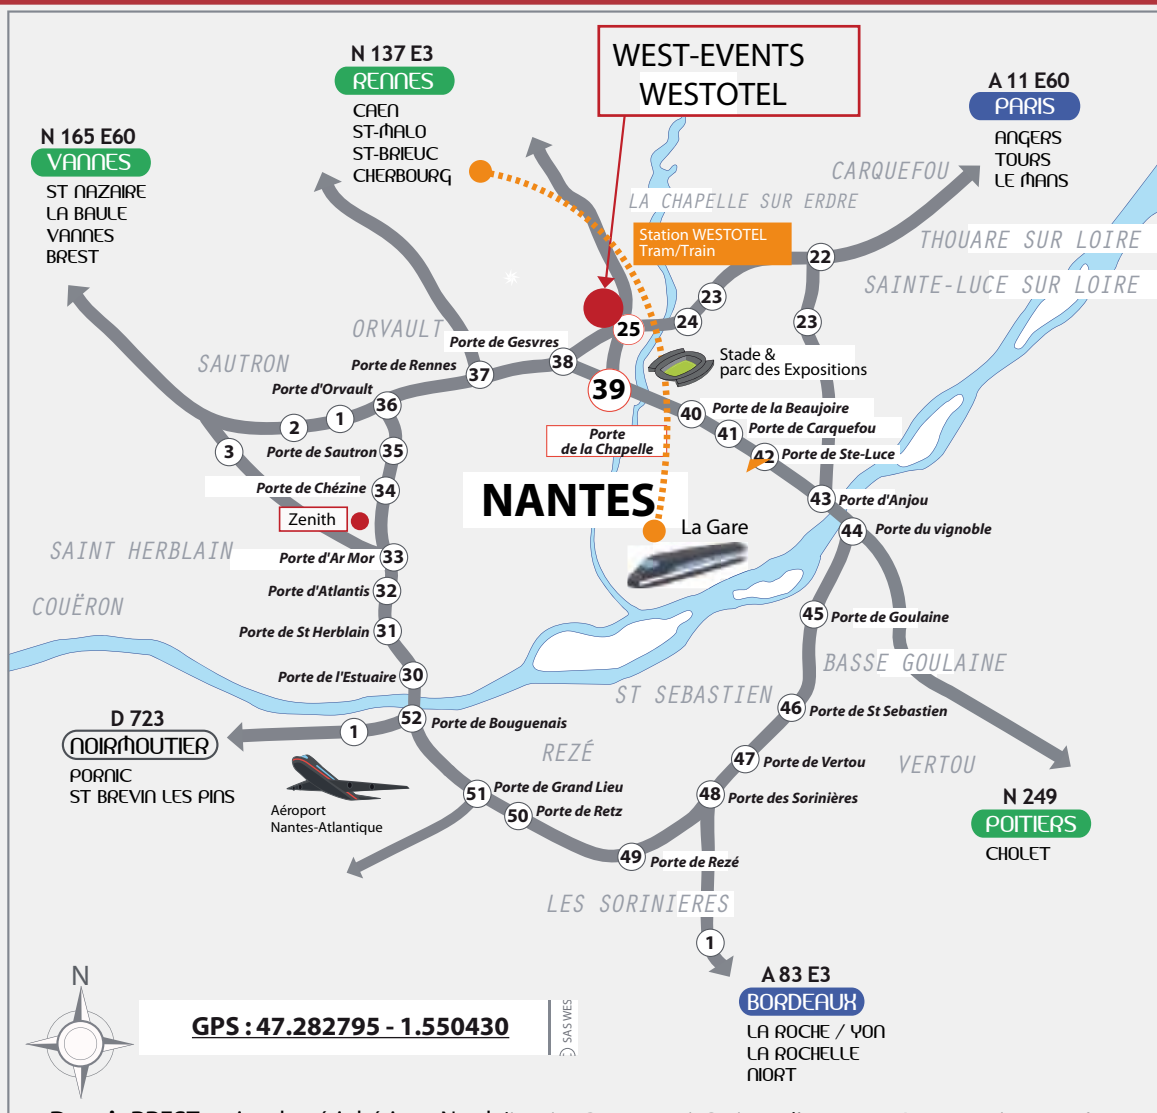 WEST-EVENTS
WESTOTEL
N 137 E3
RENNES
CAEN
ST-MALO
ST-BRIEUC
CHERBOURG
A 11 E60
PARIS
ANGERS
TOURS
LE MANS
N 165 E60
VANNES
ST NAZAIRE
LA BAULE
VANNES
BREST
CARQUEFOU
LA CHAPELLE SUR ERDRE
Station WESTOTEL
Tram/Train
THOUARE SUR LOIRE
SAINTE-LUCE SUR LOIRE
22
23
23
24
25
ORVAULT
Porte de Gesvres
38
Stade &
parc des Expositions
SAUTRON
Porte de Rennes
37
39
Porte d'Orvault
36
1
2
3
40
Porte de la Beaujoire
41
Porte de Carquefou
42
Porte de Ste-Luce
Porte
de la Chapelle
Porte de Sautron
35
Porte de Chézine
34
NANTES
43
Porte d'Anjou
Zenith
La Gare
44
Porte du vignoble
SAINT HERBLAIN
Porte d'Ar Mor
33
Porte d'Atlantis
32
COUËRON
45
Porte de Goulaine
Porte de St Herblain
31
BASSE GOULAINE
Porte de l'Estuaire
30
ST SEBASTIEN
46
Porte de St Sebastien
D 723
NOIRMOUTIER
PORNIC
ST BREVIN LES PINS
1
52
Porte de Bouguenais
REZÉ
47
Porte de Vertou
VERTOU
51
Porte de Grand Lieu
48
Porte des Sorinières
50
Porte de Retz
Aéroport
Nantes-Atlantique
N 249
POITIERS
CHOLET
49
Porte de Rezé
LES SORINIERES
1
A 83 E3
BORDEAUX
LA ROCHE / YON
LA ROCHELLE
NIORT
N
GPS : 47.282795 - 1.550430
SAS WES